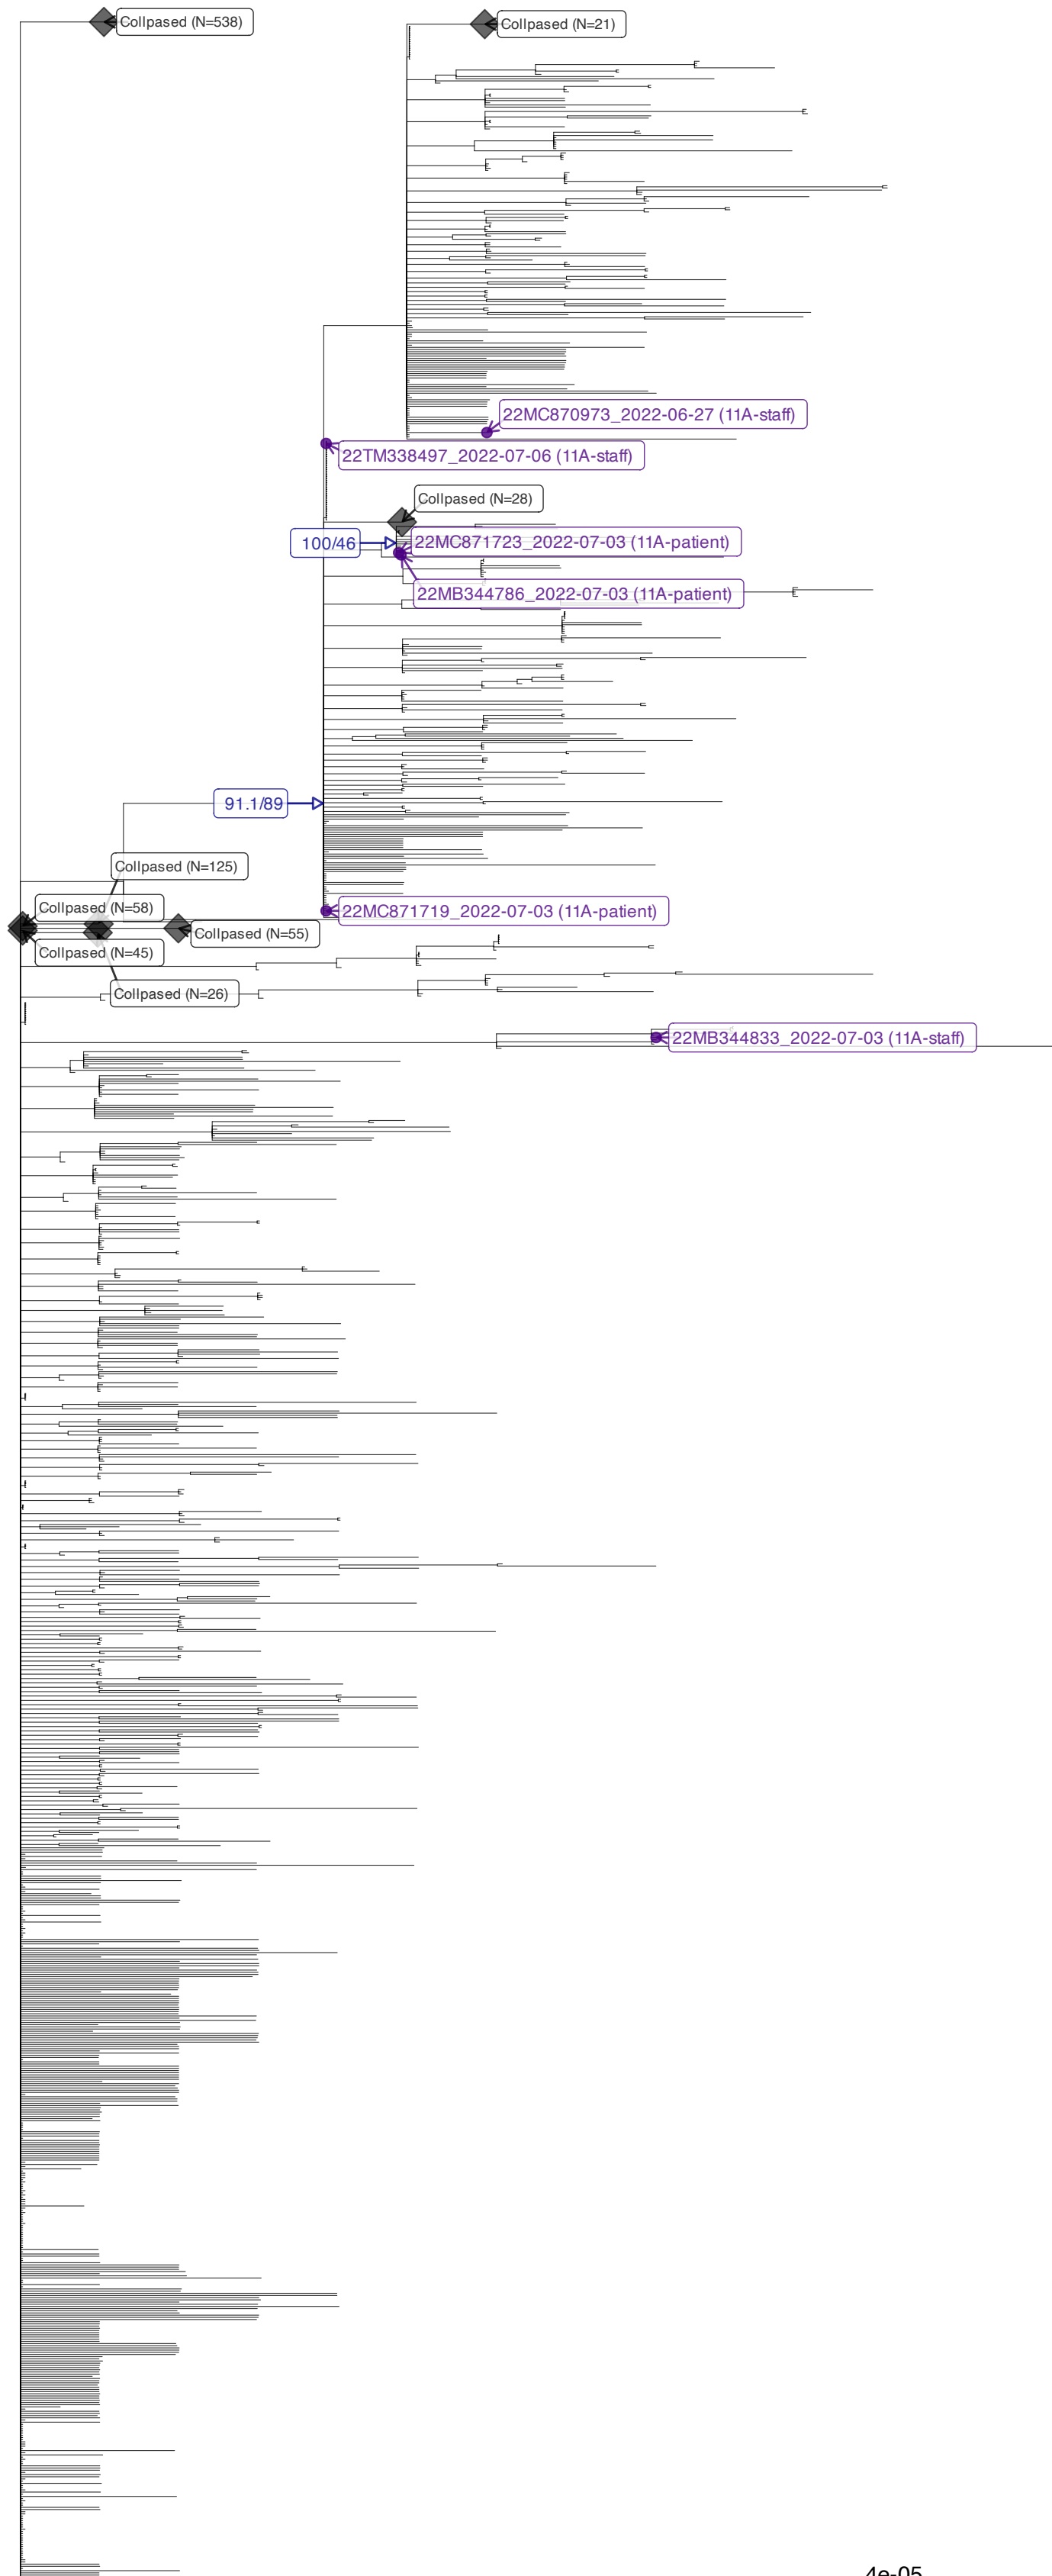 Collpased (N=538)
Collpased (N=21)
22MC870973_2022-06-27 (11A-staff)
22TM338497_2022-07-06 (11A-staff)
Collpased (N=28)
100/46
22MC871723_2022-07-03 (11A-patient)
22MB344786_2022-07-03 (11A-patient)
91.1/89
Collpased (N=125)
Collpased (N=58)
22MC871719_2022-07-03 (11A-patient)
Collpased (N=55)
Collpased (N=45)
Collpased (N=26)
22MB344833_2022-07-03 (11A-staff)
4e-05